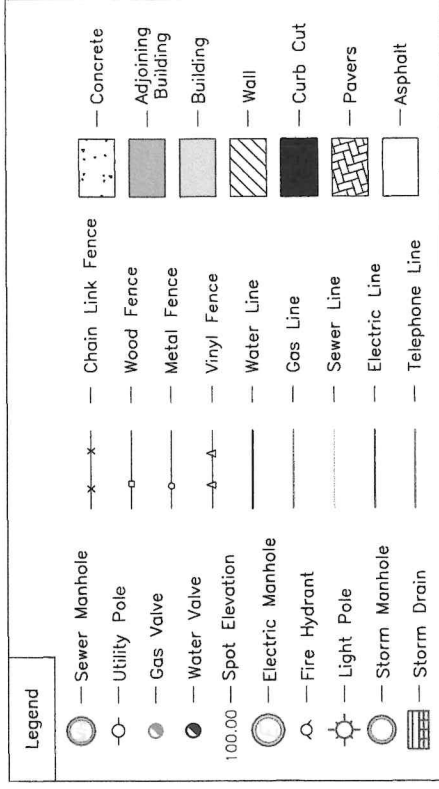 Legend
— Sewer Manhole
— Utility Pole
— Gas Valve
— Water Valve
100.00 — Spot Elevation
— Electric Manhole
— Fire Hydrant
— Light Pole
— Storm Manhole
— Storm Drain
— Chain Link Fence
— Wood Fence
— Metal Fence
— Vinyl Fence
— Water Line
— Gas Line
— Sewer Line
— Electric Line
— Telephone Line
— Concrete
— Adjoining
Building
— Building
— Wall
— Curb Cut
— Pavers
— Asphalt